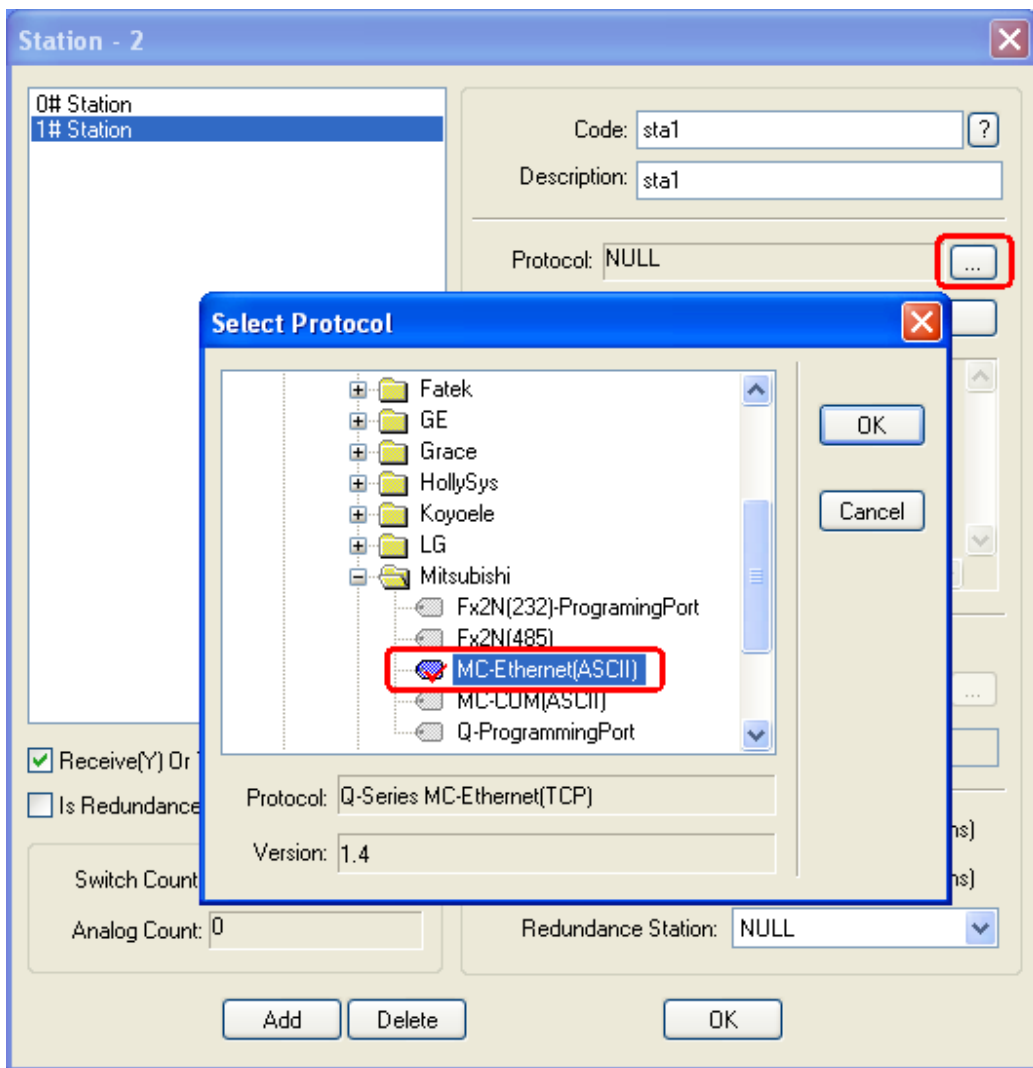 Station - 2
0# Station
1# Station
Code: sta1 ?
Description: sta1
Protocol: NULL ...
Select Protocol
Fatek
GE
Grace
HollySys
Koyoele
LG
Mitsubishi
Fx2N(232)-ProgramingPort
Fx2N(485)
MC-Ethernet(ASCII)
MC-COM(ASCII)
Q-ProgrammingPort
OK
Cancel
Protocol: Q-Series MC-Ethernet(TCP)
Version: 1.4
...
Receive(Y) Or
Is Redundance
ns)
ns)
Switch Count
Analog Count: 0
Redundance Station: NULL
Add
Delete
OK